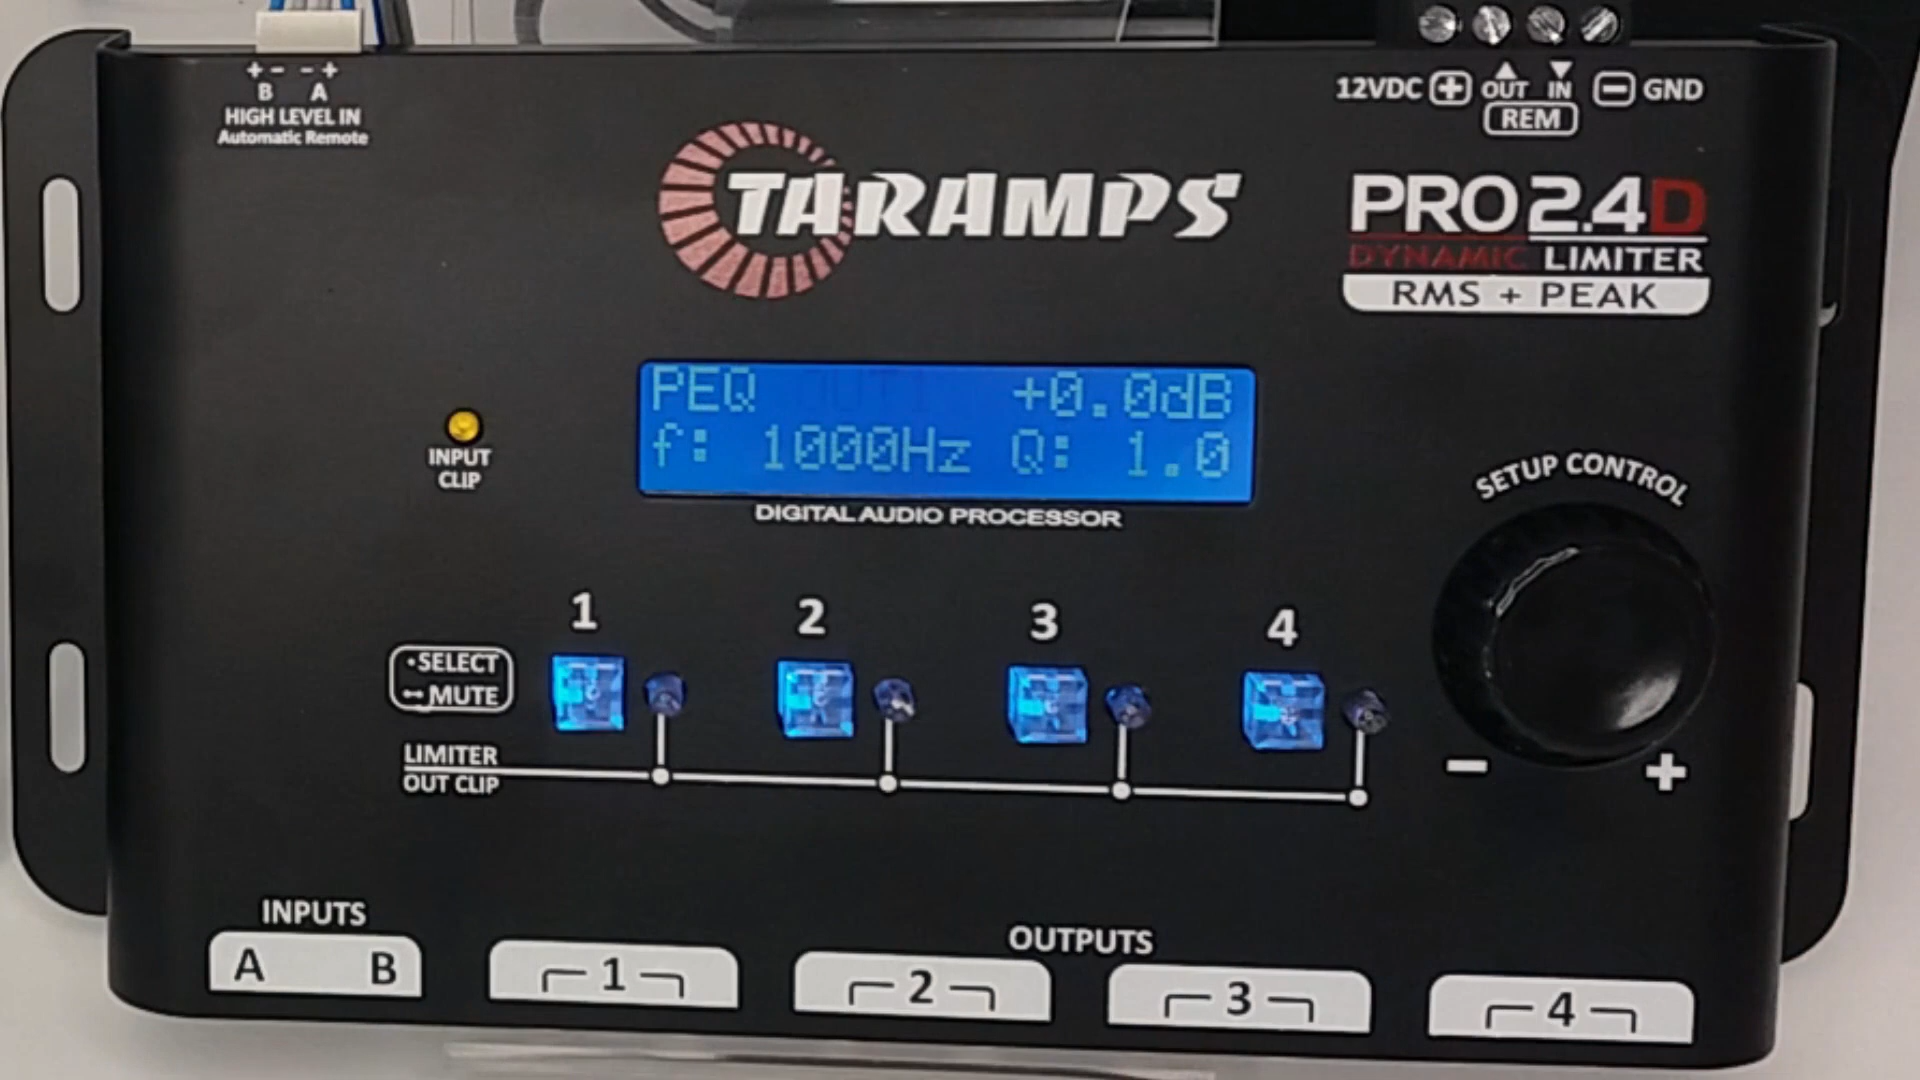 + - - +
B A
HIGH LEVEL IN
Automatic Remote
12VDC + OUT IN - GND
REM
TARAMPS
PRO 2.4D
DYNAMIC LIMITER
RMS + PEAK
PEQ +0.0dB
f: 1000Hz Q: 1.0
DIGITAL AUDIO PROCESSOR
INPUT
CLIP
SETUP CONTROL
- +
1 2 3 4
SELECT
MUTE
LIMITER
OUT CLIP
INPUTS
A B
OUTPUTS
1 2 3 4